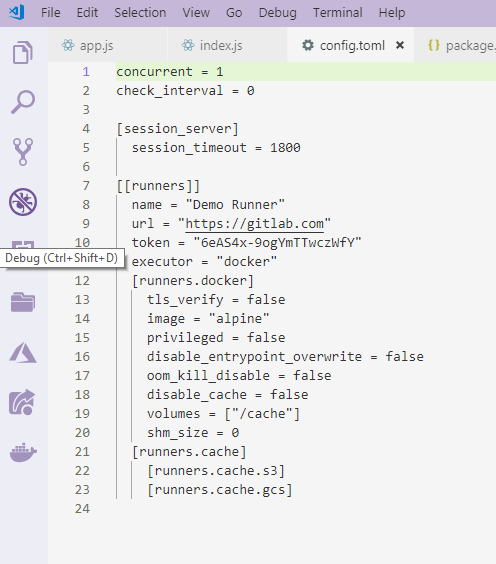 File Edit Selection View Go Debug Terminal Help
app.js index.js config.toml × {} package.
1 concurrent = 1
2 check_interval = 0
3
4 [session_server]
5 session_timeout = 1800
6
7 [[runners]]
8 name = "Demo Runner"
9 url = "https://gitlab.com"
10 token = "6eAS4x-9ogYmTTwczWfY"
Debug (Ctrl+Shift+D) executor = "docker"
12 [runners.docker]
13 tls_verify = false
14 image = "alpine"
15 privileged = false
16 disable_entrypoint_overwrite = false
17 oom_kill_disable = false
18 disable_cache = false
19 volumes = ["/cache"]
20 shm_size = 0
21 [runners.cache]
22 [runners.cache.s3]
23 [runners.cache.gcs]
24